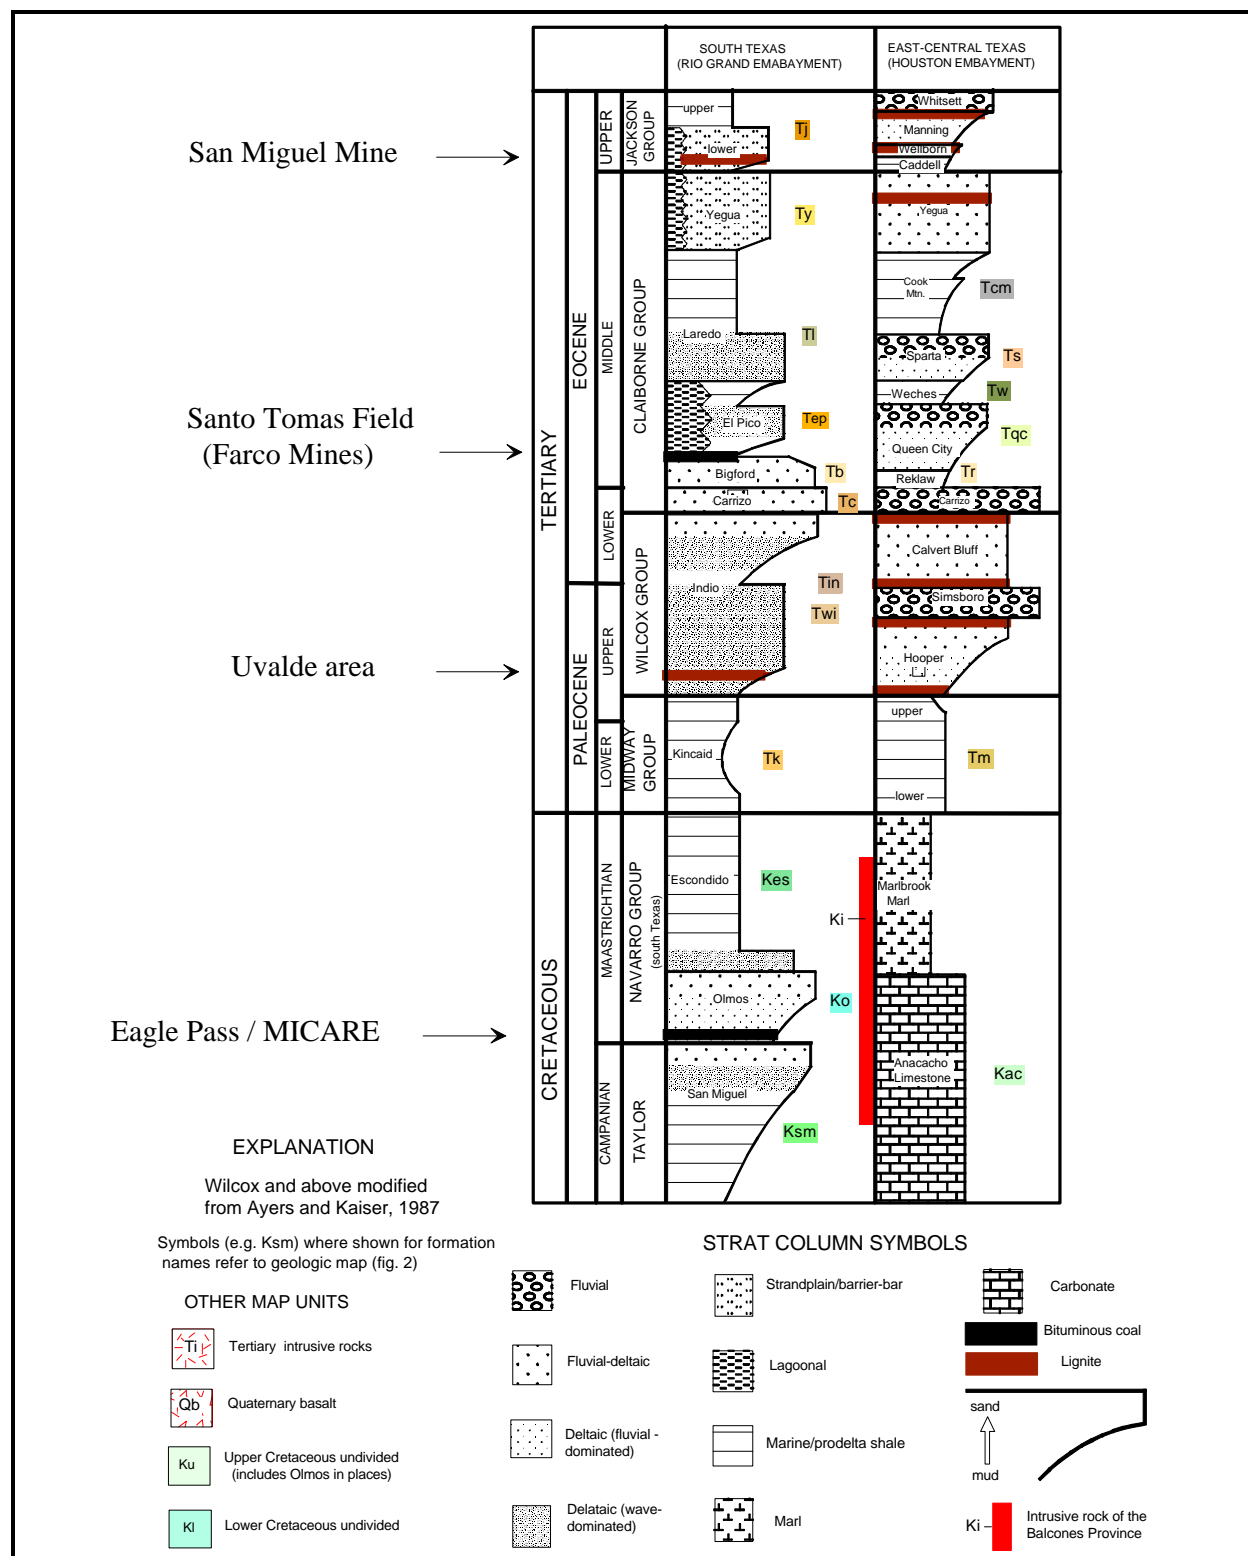 SOUTH TEXAS
(RIO GRAND EMABAYMENT)
EAST-CENTRAL TEXAS
(HOUSTON EMBAYMENT)
San Miguel Mine
Santo Tomas Field
(Farco Mines)
Uvalde area
Eagle Pass / MICARE
TERTIARY
CRETACEOUS
EOCENE
PALEOCENE
UPPER
MIDDLE
LOWER
UPPER
LOWER
MAASTRICHTIAN
CAMPANIAN
JACKSON
GROUP
CLAIBORNE GROUP
WILCOX GROUP
MIDWAY
GROUP
NAVARRO GROUP
(south Texas)
TAYLOR
upper
lower
Tj
Yegua
Ty
Laredo
Tl
El Pico
Tep
Bigford
Tb
Carrizo
Tc
Indio
Tin
Twi
Kincaid
Tk
Escondido
Kes
Ki
Olmos
Ko
San Miguel
Ksm
Whitsett
Manning
Wellborn
Caddell
Yegua
Cook
Mtn.
Tcm
Sparta
Ts
Weches
Tw
Queen City
Tqc
Reklaw
Tr
Carrizo
Calvert Bluff
Simsboro
Hooper
upper
lower
Tm
Marlbrook
Marl
Anacacho
Limestone
Kac
EXPLANATION
Wilcox and above modified
from Ayers and Kaiser, 1987
Symbols (e.g. Ksm) where shown for formation
names refer to geologic map (fig. 2)
OTHER MAP UNITS
Ti
Tertiary intrusive rocks
Qb
Quaternary basalt
Ku
Upper Cretaceous undivided
(includes Olmos in places)
Kl
Lower Cretaceous undivided
STRAT COLUMN SYMBOLS
Fluvial
Fluvial-deltaic
Deltaic (fluvial -
dominated)
Delataic (wave-
dominated)
Strandplain/barrier-bar
Lagoonal
Marine/prodelta shale
Marl
Carbonate
Bituminous coal
Lignite
sand
mud
Ki
Intrusive rock of the
Balcones Province